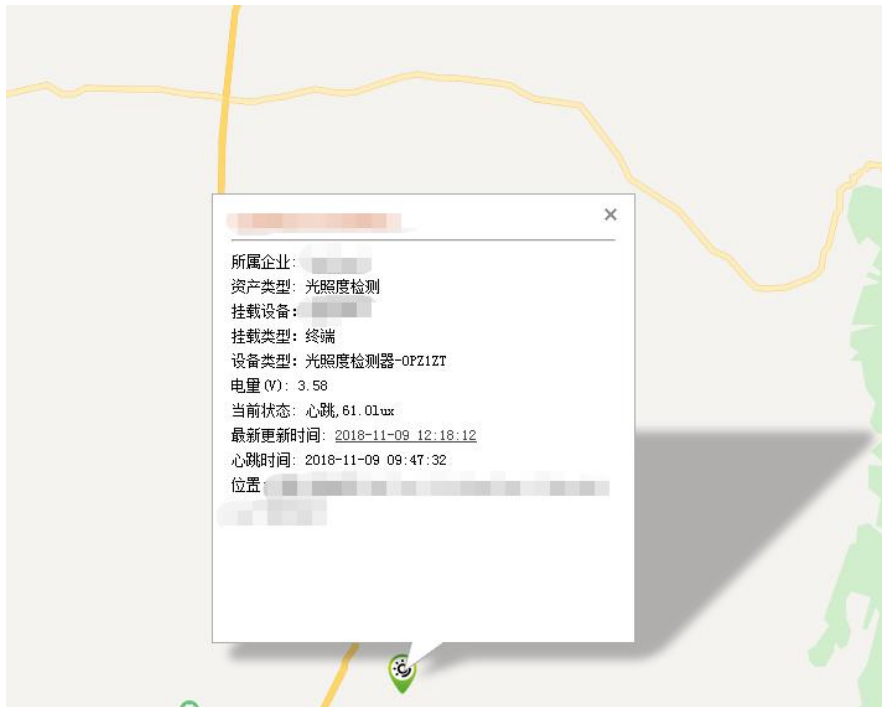 所属企业:
资产类型: 光照度检测
挂载设备:
挂载类型: 终端
设备类型: 光照度检测器-OPZ1ZT
电量(V): 3.58
当前状态: 心跳,61.0lux
最新更新时间: 2018-11-09 12:18:12
心跳时间: 2018-11-09 09:47:32
位置: